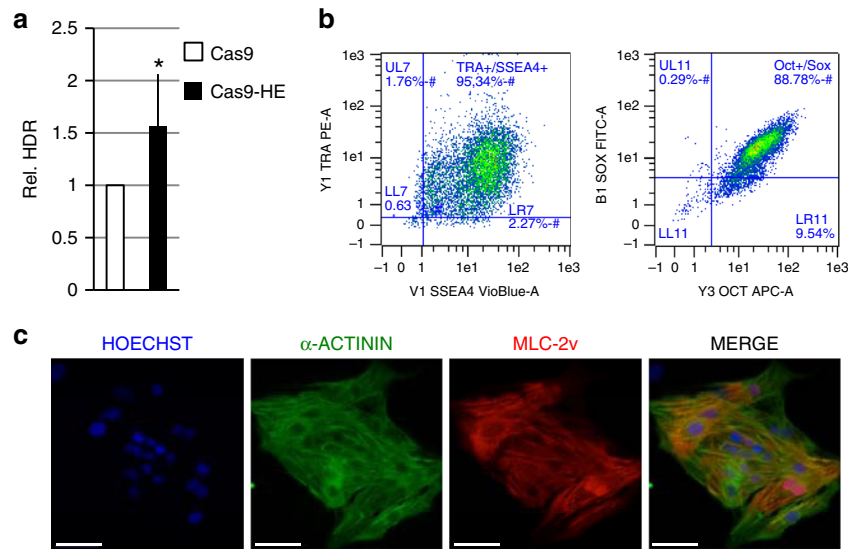 a
2.5
2
1.5
1
0.5
0
Rel. HDR
*
Cas9
Cas9-HE
b
1e3
1e2
1e1
1
0
−1
Y1 TRA PE-A
UL7
1.76%-#
TRA+/SSEA4+
95,34%-#
LL7
0.63
LR7
2.27%-#
−1 0 1 1e1 1e2 1e3
V1 SSEA4 VioBlue-A
1e3
1e2
1e1
1
0
−1
B1 SOX FITC-A
UL11
0.29%-#
Oct+/Sox
88.78%-#
LL11
LR11
9.54%
−1 0 1 1e1 1e2 1e3
Y3 OCT APC-A
c
HOECHST
α-ACTININ
MLC-2v
MERGE